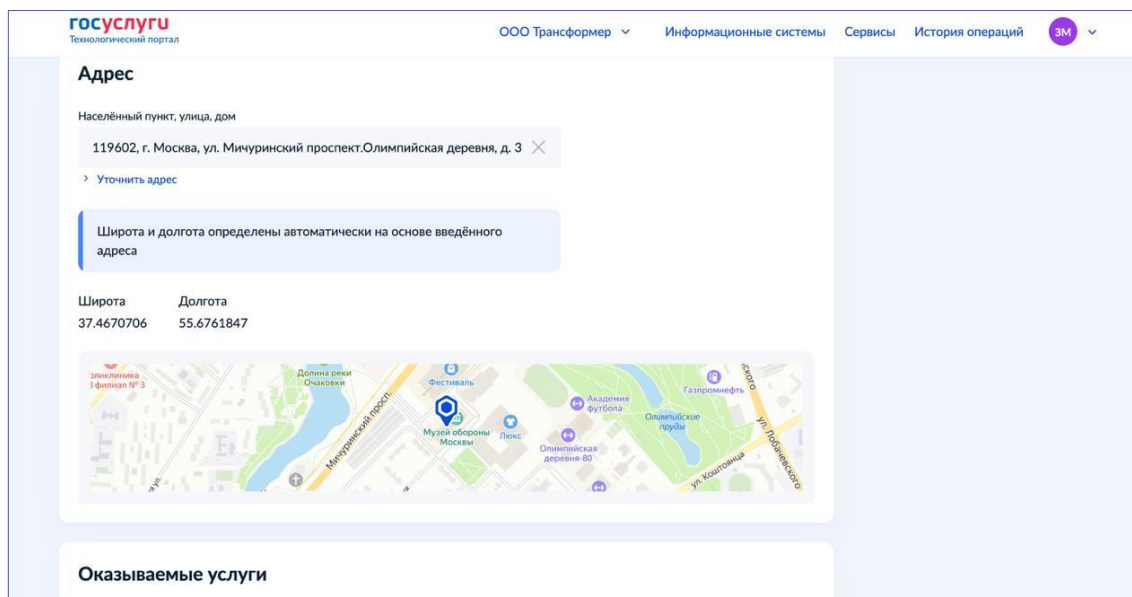 госуслуги
Технологический портал
ООО Трансформер
Информационные системы
Сервисы
История операций
ЗМ
Адрес
Населённый пункт, улица, дом
119602, г. Москва, ул. Мичуринский проспект.Олимпийская деревня, д. 3
Уточнить адрес
Широта и долгота определены автоматически на основе введённого
адреса
Широта Долгота
37.4670706 55.6761847
филиал № 3
Долина реки
Очаковки
Фестиваль
Мичуринский просп.
Музей обороны
Москвы
Люкс
Академия
футбола
Олимпийская
деревня-80
Олимпийские
пруды
Газпромнефть
ул. Коштоянца
ул. Лобачевского
Оказываемые услуги